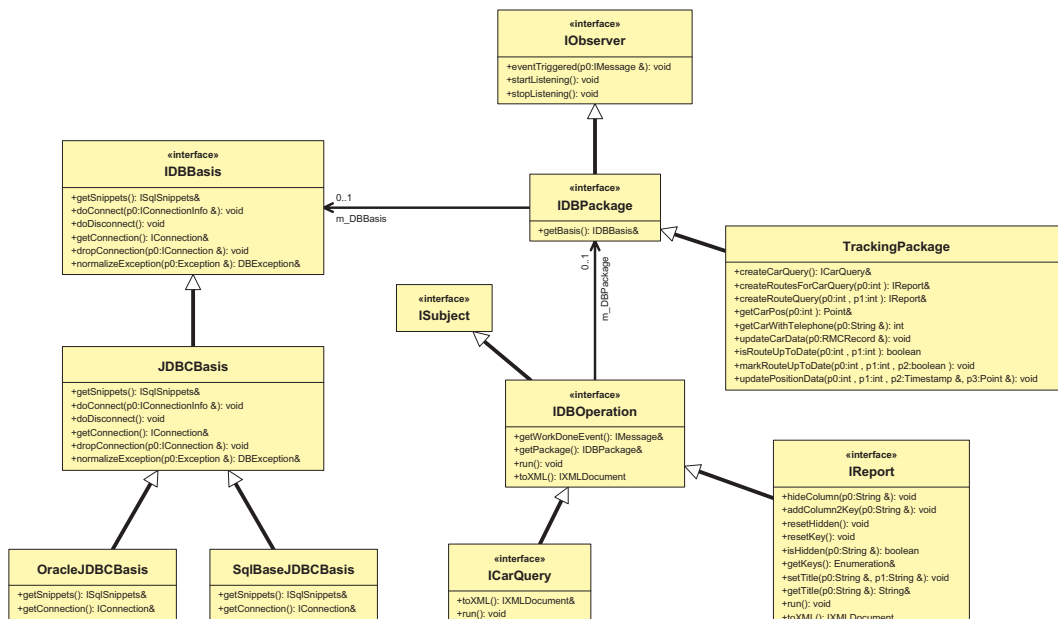 «interface»
IObserver
+eventTriggered(p0:IMessage &): void
+startListening(): void
+stopListening(): void
«interface»
IDBBasis
+getSnippets(): ISqlSnippets&
+doConnect(p0:IConnectionInfo &): void
+doDisconnect(): void
+getConnection(): IConnection&
+dropConnection(p0:IConnection &): void
+normalizeException(p0:Exception &): DBException&
0..1
m_DBBasis
«interface»
IDBPackage
+getBasis(): IDBBasis&
0..1
m_DBPackage
TrackingPackage
+createCarQuery(): ICarQuery&
+createRoutesForCarQuery(p0:int ): IReport&
+createRouteQuery(p0:int , p1:int ): IReport&
+getCarPos(p0:int ): Point&
+getCarWithTelephone(p0:String &): int
+updateCarData(p0:RMCRecord &): void
+isRouteUpToDate(p0:int , p1:int ): boolean
+markRouteUpToDate(p0:int , p1:int , p2:boolean ): void
+updatePositionData(p0:int , p1:int , p2:Timestamp &, p3:Point &): void
«interface»
ISubject
JDBCBasis
+getSnippets(): ISqlSnippets&
+doConnect(p0:IConnectionInfo &): void
+doDisconnect(): void
+getConnection(): IConnection&
+dropConnection(p0:IConnection &): void
+normalizeException(p0:Exception &): DBException&
«interface»
IDBOperation
+getWorkDoneEvent(): IMessage&
+getPackage(): IDBPackage&
+run(): void
+toXML(): IXMLDocument
«interface»
IReport
+hideColumn(p0:String &): void
+addColumn2Key(p0:String &): void
+resetHidden(): void
+resetKey(): void
+isHidden(p0:String &): boolean
+getKeys(): Enumeration&
+setTitle(p0:String &, p1:String &): void
+getTitle(p0:String &): String&
+run(): void
+toXML(): IXMLDocument
OracleJDBCBasis
+getSnippets(): ISqlSnippets&
+getConnection(): IConnection&
SqlBaseJDBCBasis
+getSnippets(): ISqlSnippets&
+getConnection(): IConnection&
«interface»
ICarQuery
+toXML(): IXMLDocument&
+run(): void